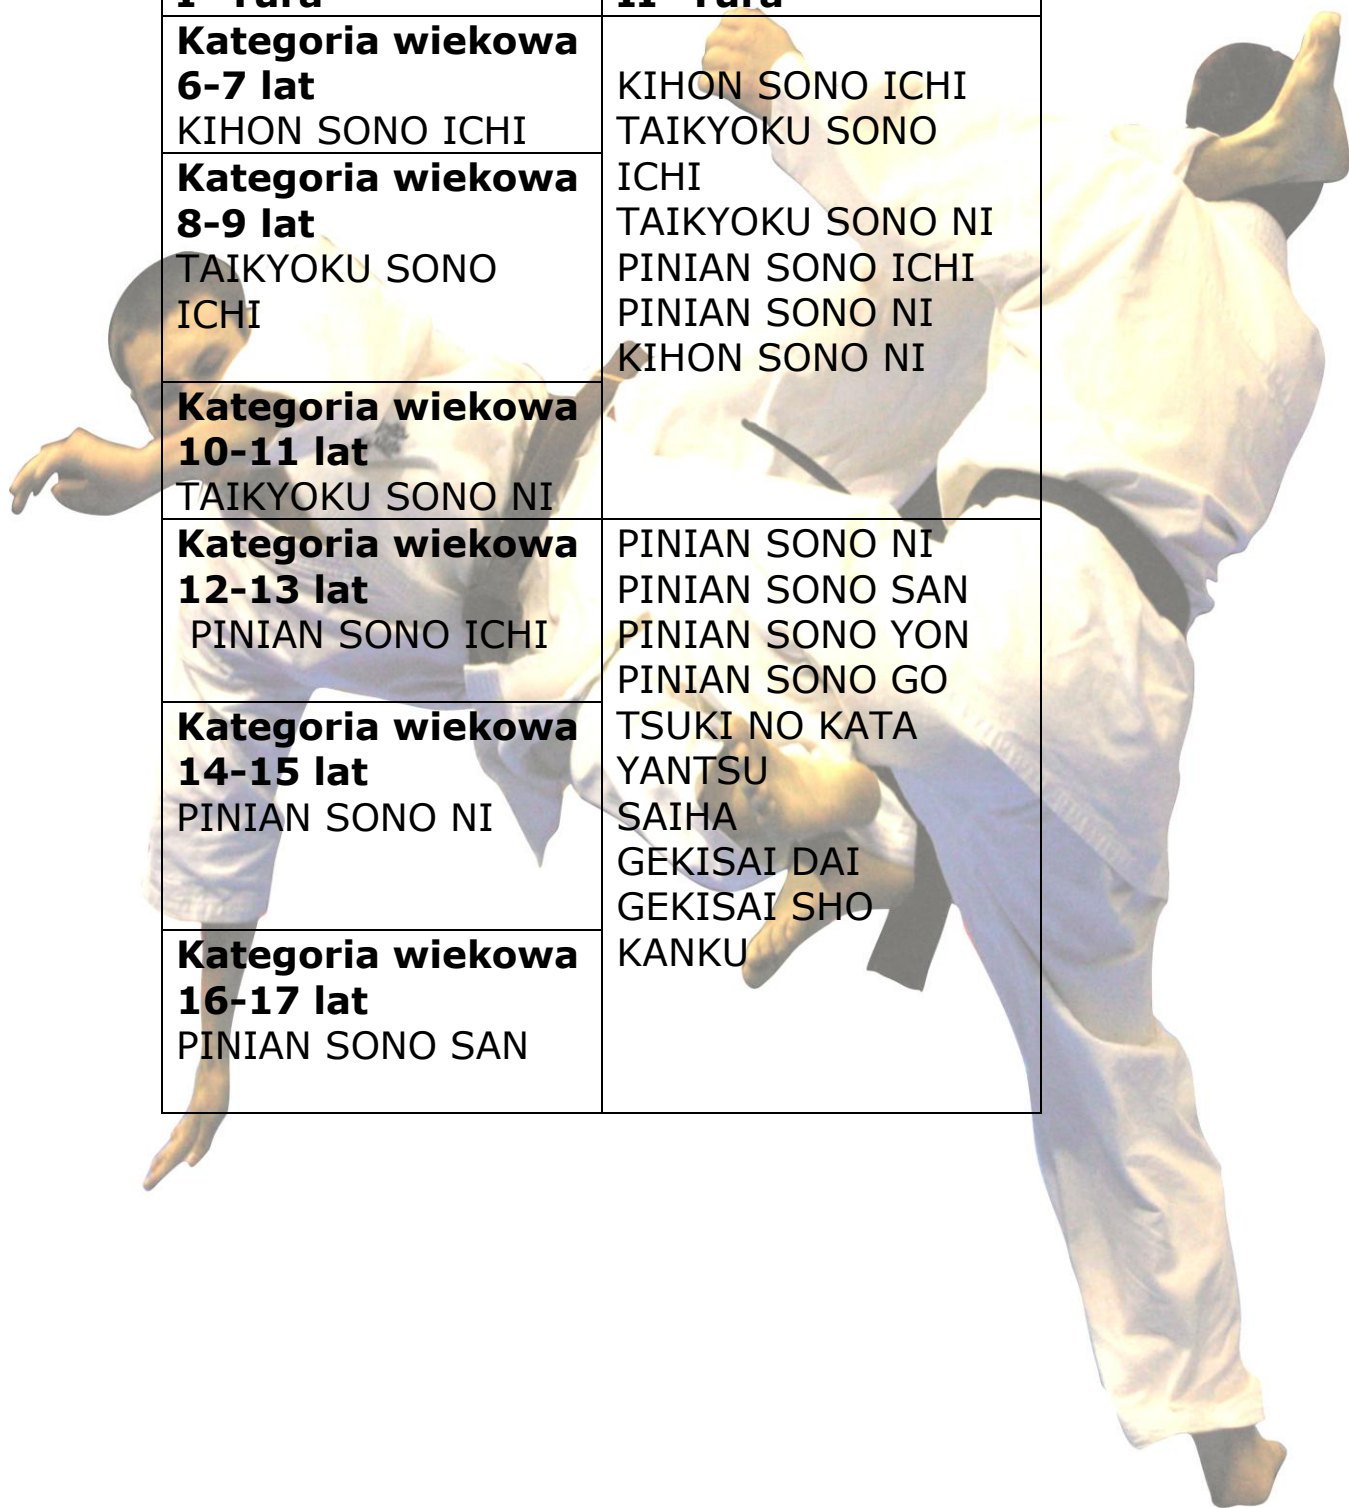 I Tura
II Tura
Kategoria wiekowa
6-7 lat
KIHON SONO ICHI
Kategoria wiekowa
8-9 lat
TAIKYOKU SONO
ICHI
Kategoria wiekowa
10-11 lat
TAIKYOKU SONO NI
KIHON SONO ICHI
TAIKYOKU SONO
ICHI
TAIKYOKU SONO NI
PINIAN SONO ICHI
PINIAN SONO NI
KIHON SONO NI
Kategoria wiekowa
12-13 lat
PINIAN SONO ICHI
Kategoria wiekowa
14-15 lat
PINIAN SONO NI
Kategoria wiekowa
16-17 lat
PINIAN SONO SAN
PINIAN SONO NI
PINIAN SONO SAN
PINIAN SONO YON
PINIAN SONO GO
TSUKI NO KATA
YANTSU
SAIHA
GEKISAI DAI
GEKISAI SHO
KANKU